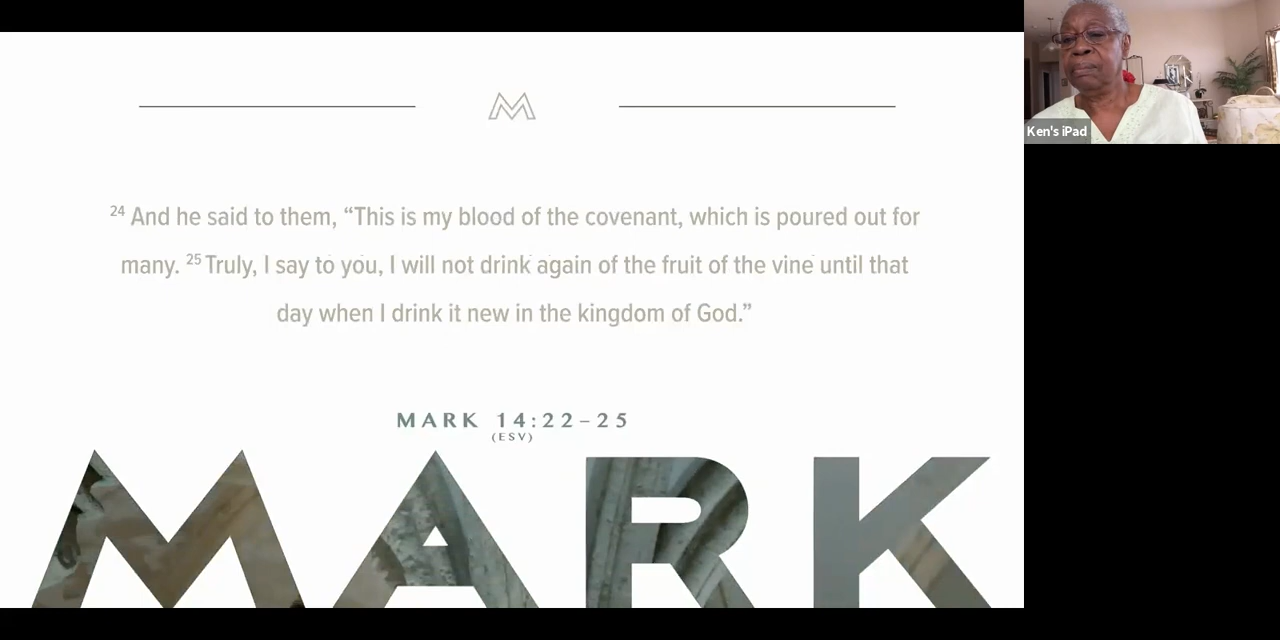 24 And he said to them, “This is my blood of the covenant, which is poured out for
many. 25 Truly, I say to you, I will not drink again of the fruit of the vine until that
day when I drink it new in the kingdom of God.”
MARK 14:22–25
(ESV)
MARK
Ken's iPad